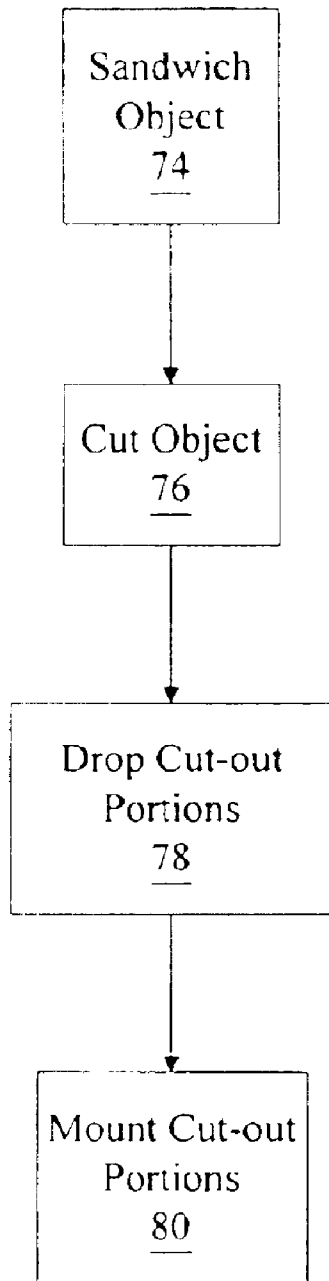 Sandwich
Object
74
Cut Object
76
Drop Cut-out
Portions
78
Mount Cut-out
Portions
80